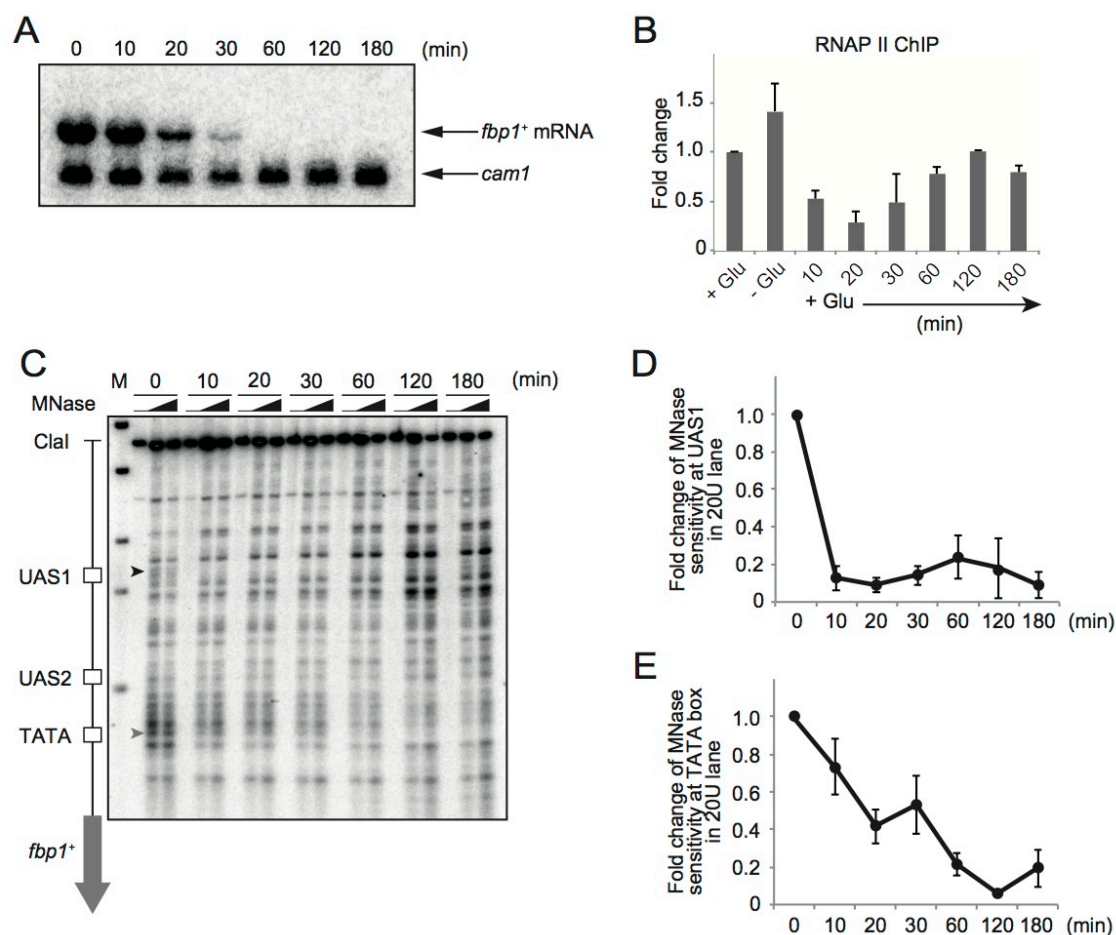 A
0 10 20 30 60 120 180 (min)
fbp1+ mRNA
cam1
B
RNAP II ChIP
Fold change
1.5
1.0
0.5
0
+ Glu - Glu 10 20 30 60 120 180
+ Glu
(min)
C
M 0 10 20 30 60 120 180 (min)
MNase
ClaI
UAS1
UAS2
TATA
fbp1+
D
Fold change of MNase
sensitivity at UAS1
in 20U lane
1.0
0.8
0.6
0.4
0.2
0
0 10 20 30 60 120 180 (min)
E
Fold change of MNase
sensitivity at TATA box
in 20U lane
1.0
0.8
0.6
0.4
0.2
0
0 10 20 30 60 120 180 (min)